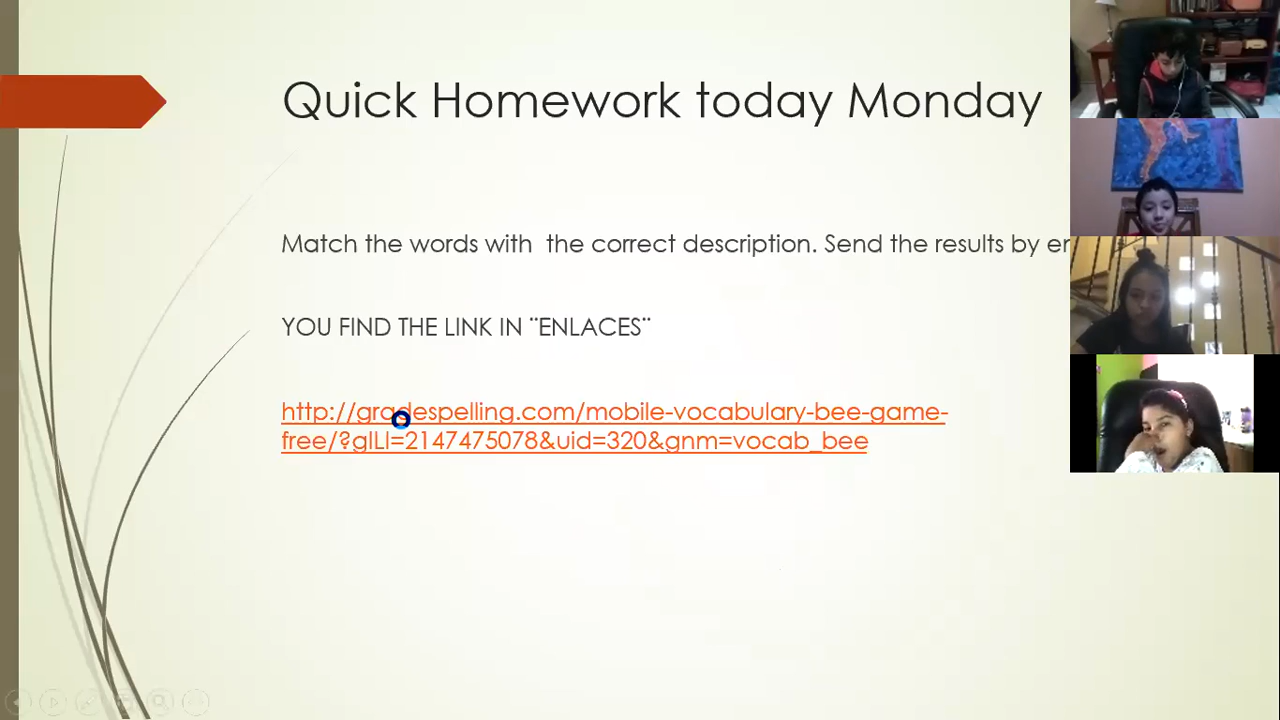 Quick Homework today Monday
Match the words with the correct description. Send the results by
YOU FIND THE LINK IN ¨ENLACES¨
http://gradespelling.com/mobile-vocabulary-bee-game-
free/?glLI=2147475078&uid=320&gnm=vocab_bee